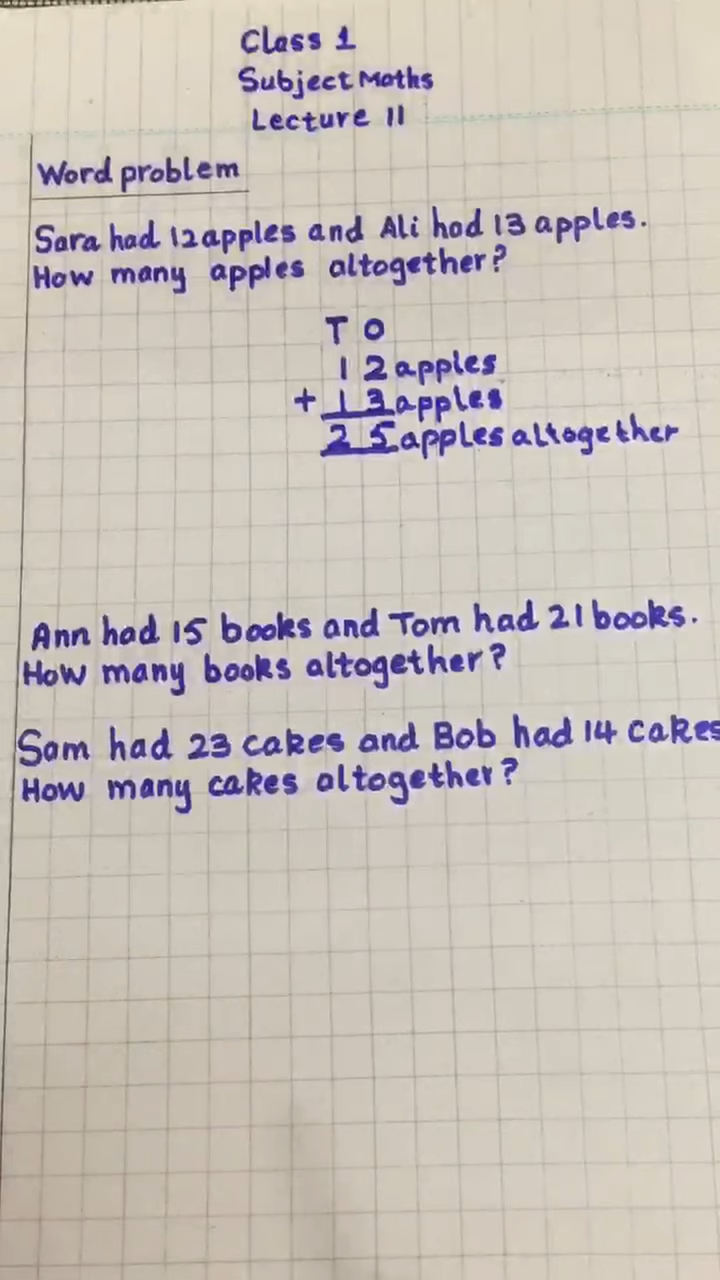 Class 1
Subject Maths
Lecture 11
Word problem
Sara had 12 apples and Ali had 13 apples.
How many apples altogether?
T O
1 2 apples
+ 1 3 apples
2 5 apples altogether
Ann had 15 books and Tom had 21 books.
How many books altogether?
Sam had 23 cakes and Bob had 14 cakes
How many cakes altogether?